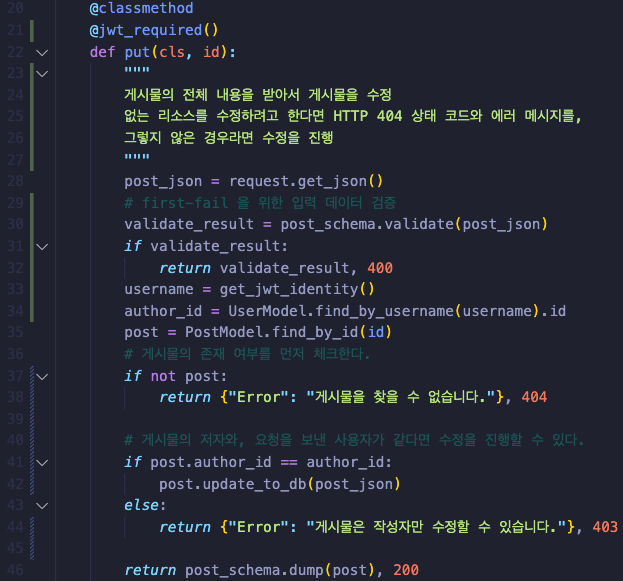 20 @classmethod
21 @jwt_required()
22 def put(cls, id):
23 """
24 게시물의 전체 내용을 받아서 게시물을 수정
25 없는 리소스를 수정하려고 한다면 HTTP 404 상태 코드와 에러 메시지를,
26 그렇지 않은 경우라면 수정을 진행
27 """
28 post_json = request.get_json()
29 # first-fail 을 위한 입력 데이터 검증
30 validate_result = post_schema.validate(post_json)
31 if validate_result:
32 return validate_result, 400
33 username = get_jwt_identity()
34 author_id = UserModel.find_by_username(username).id
35 post = PostModel.find_by_id(id)
36 # 게시물의 존재 여부를 먼저 체크한다.
37 if not post:
38 return {"Error": "게시물을 찾을 수 없습니다."}, 404
39
40 # 게시물의 저자와, 요청을 보낸 사용자가 같다면 수정을 진행할 수 있다.
41 if post.author_id == author_id:
42 post.update_to_db(post_json)
43 else:
44 return {"Error": "게시물은 작성자만 수정할 수 있습니다."}, 403
45
46 return post_schema.dump(post), 200